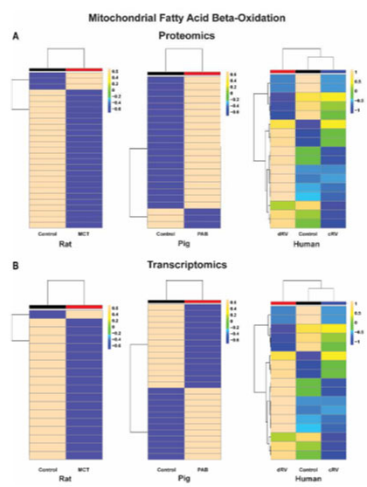 Mitochondrial Fatty Acid Beta-Oxidation
A
Proteomics
0.6
0.4
0.2
0
−0.2
−0.4
−0.6
Control MCT
Rat
0.6
0.4
0.2
0
−0.2
−0.4
−0.6
Control PAB
Pig
1
0.5
0
−0.5
−1
dRV Control cRV
Human
B
Transcriptomics
0.6
0.4
0.2
0
−0.2
−0.4
−0.6
Control MCT
Rat
0.6
0.4
0.2
0
−0.2
−0.4
−0.6
Control PAB
Pig
1
0.5
0
−0.5
−1
dRV Control cRV
Human